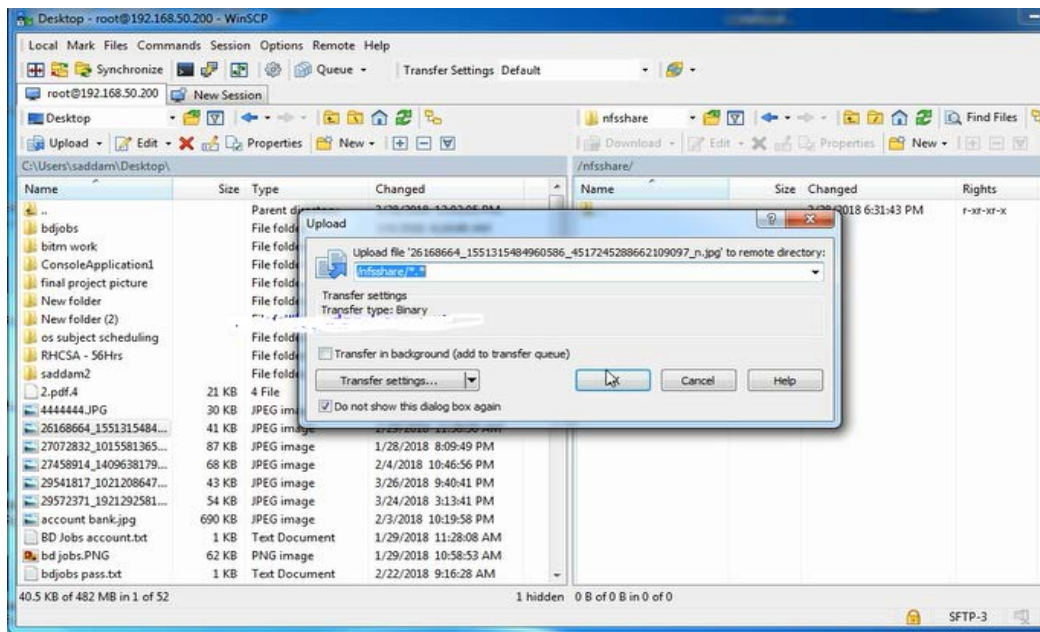 Desktop - root@192.168.50.200 - WinSCP
Local Mark Files Commands Session Options Remote Help
Synchronize Queue Transfer Settings Default
root@192.168.50.200 New Session
Desktop nfsshare Find Files
Upload Edit Properties New Download Edit Properties New
C:\Users\saddam\Desktop\ /nfsshare/
Name Size Type Changed Name Size Changed Rights
.. Parent 2018 6:31:43 PM r-xr-xr-x
bdjobs File folde
bitm work File folde
ConsoleApplication1 File folde
final project picture File folde
New folder File folde
New folder (2)
os subject scheduling File folde
RHCSA - 56Hrs File folde
saddam2 File folde
2.pdf.4 21 KB 4 File
4444444.JPG 30 KB JPEG ima
26168664_1551315484... 41 KB JPEG
27072832_1015581365... 87 KB JPEG image 1/28/2018 8:09:49 PM
27458914_1409638179... 68 KB JPEG image 2/4/2018 10:46:56 PM
29541817_1021208647... 43 KB JPEG image 3/26/2018 9:40:41 PM
29572371_1921292581... 54 KB JPEG image 3/24/2018 3:13:41 PM
account bank.jpg 690 KB JPEG image 2/3/2018 10:19:58 PM
BD Jobs account.txt 1 KB Text Document 1/29/2018 11:28:08 AM
bd jobs.PNG 62 KB PNG image 1/29/2018 10:58:53 AM
bdjobs pass.txt 1 KB Text Document 2/22/2018 9:16:28 AM
Upload
Upload file '26168664_1551315484960586_4517245288662109097_n.jpg' to remote directory:
/nfsshare/*.*
Transfer settings
Transfer type: Binary
Transfer in background (add to transfer queue)
Transfer settings... Cancel Help
Do not show this dialog box again
40.5 KB of 482 MB in 1 of 52 1 hidden 0 B of 0 B in 0 of 0
SFTP-3